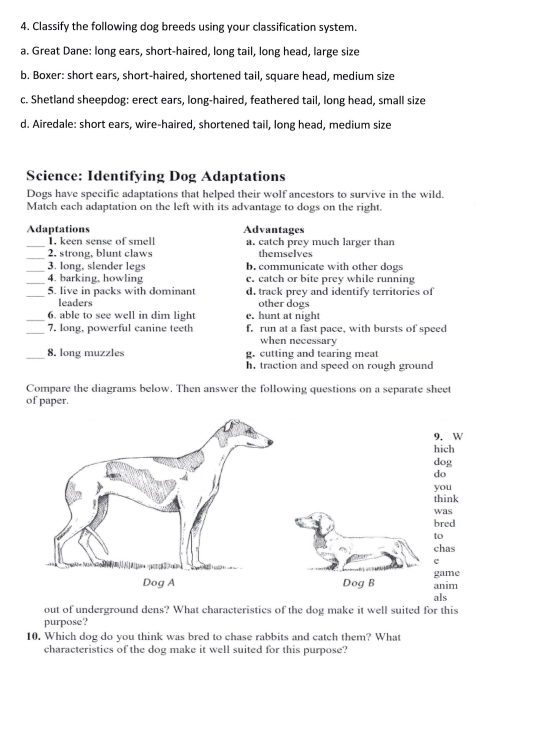 4. Classify the following dog breeds using your classification system.
a. Great Dane: long ears, short-haired, long tail, long head, large size
b. Boxer: short ears, short-haired, shortened tail, square head, medium size
c. Shetland sheepdog: erect ears, long-haired, feathered tail, long head, small size
d. Airedale: short ears, wire-haired, shortened tail, long head, medium size
Science: Identifying Dog Adaptations
Dogs have specific adaptations that helped their wolf ancestors to survive in the wild.
Match each adaptation on the left with its advantage to dogs on the right.
Adaptations
___ 1. keen sense of smell
___ 2. strong, blunt claws
___ 3. long, slender legs
___ 4. barking, howling
___ 5. live in packs with dominant
leaders
___ 6. able to see well in dim light
___ 7. long, powerful canine teeth
___ 8. long muzzles
Advantages
a. catch prey much larger than
themselves
b. communicate with other dogs
c. catch or bite prey while running
d. track prey and identify territories of
other dogs
e. hunt at night
f. run at a fast pace, with bursts of speed
when necessary
g. cutting and tearing meat
h. traction and speed on rough ground
Compare the diagrams below. Then answer the following questions on a separate sheet
of paper.
Dog A
Dog B
9. W
hich
dog
do
you
think
was
bred
to
chas
e
game
anim
als
out of underground dens? What characteristics of the dog make it well suited for this
purpose?
10. Which dog do you think was bred to chase rabbits and catch them? What
characteristics of the dog make it well suited for this purpose?